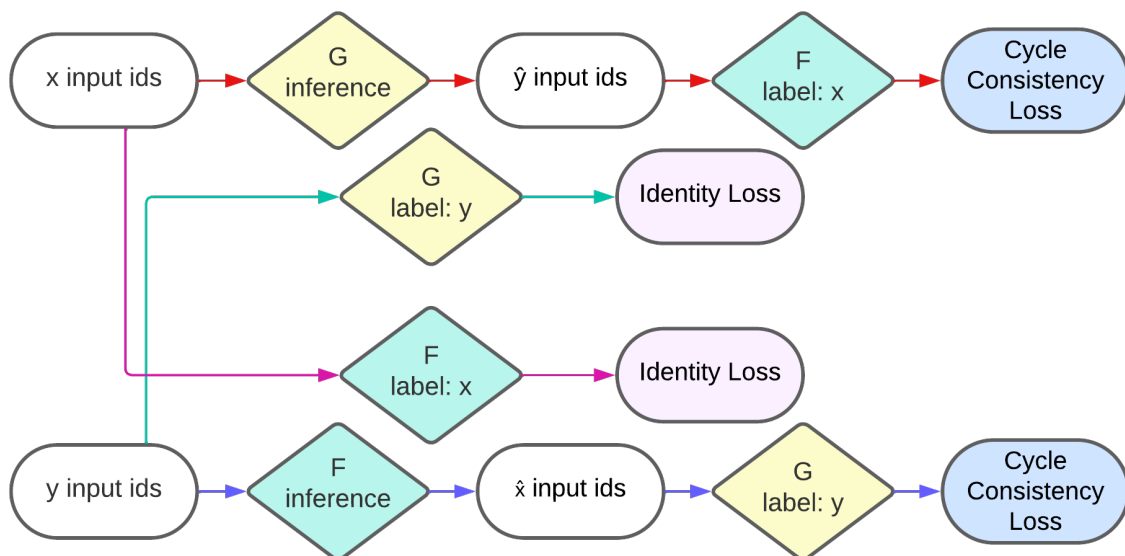 x input ids
G
inference
ŷ input ids
F
label: x
Cycle
Consistency
Loss
G
label: y
Identity Loss
F
label: x
Identity Loss
y input ids
F
inference
x̂ input ids
G
label: y
Cycle
Consistency
Loss